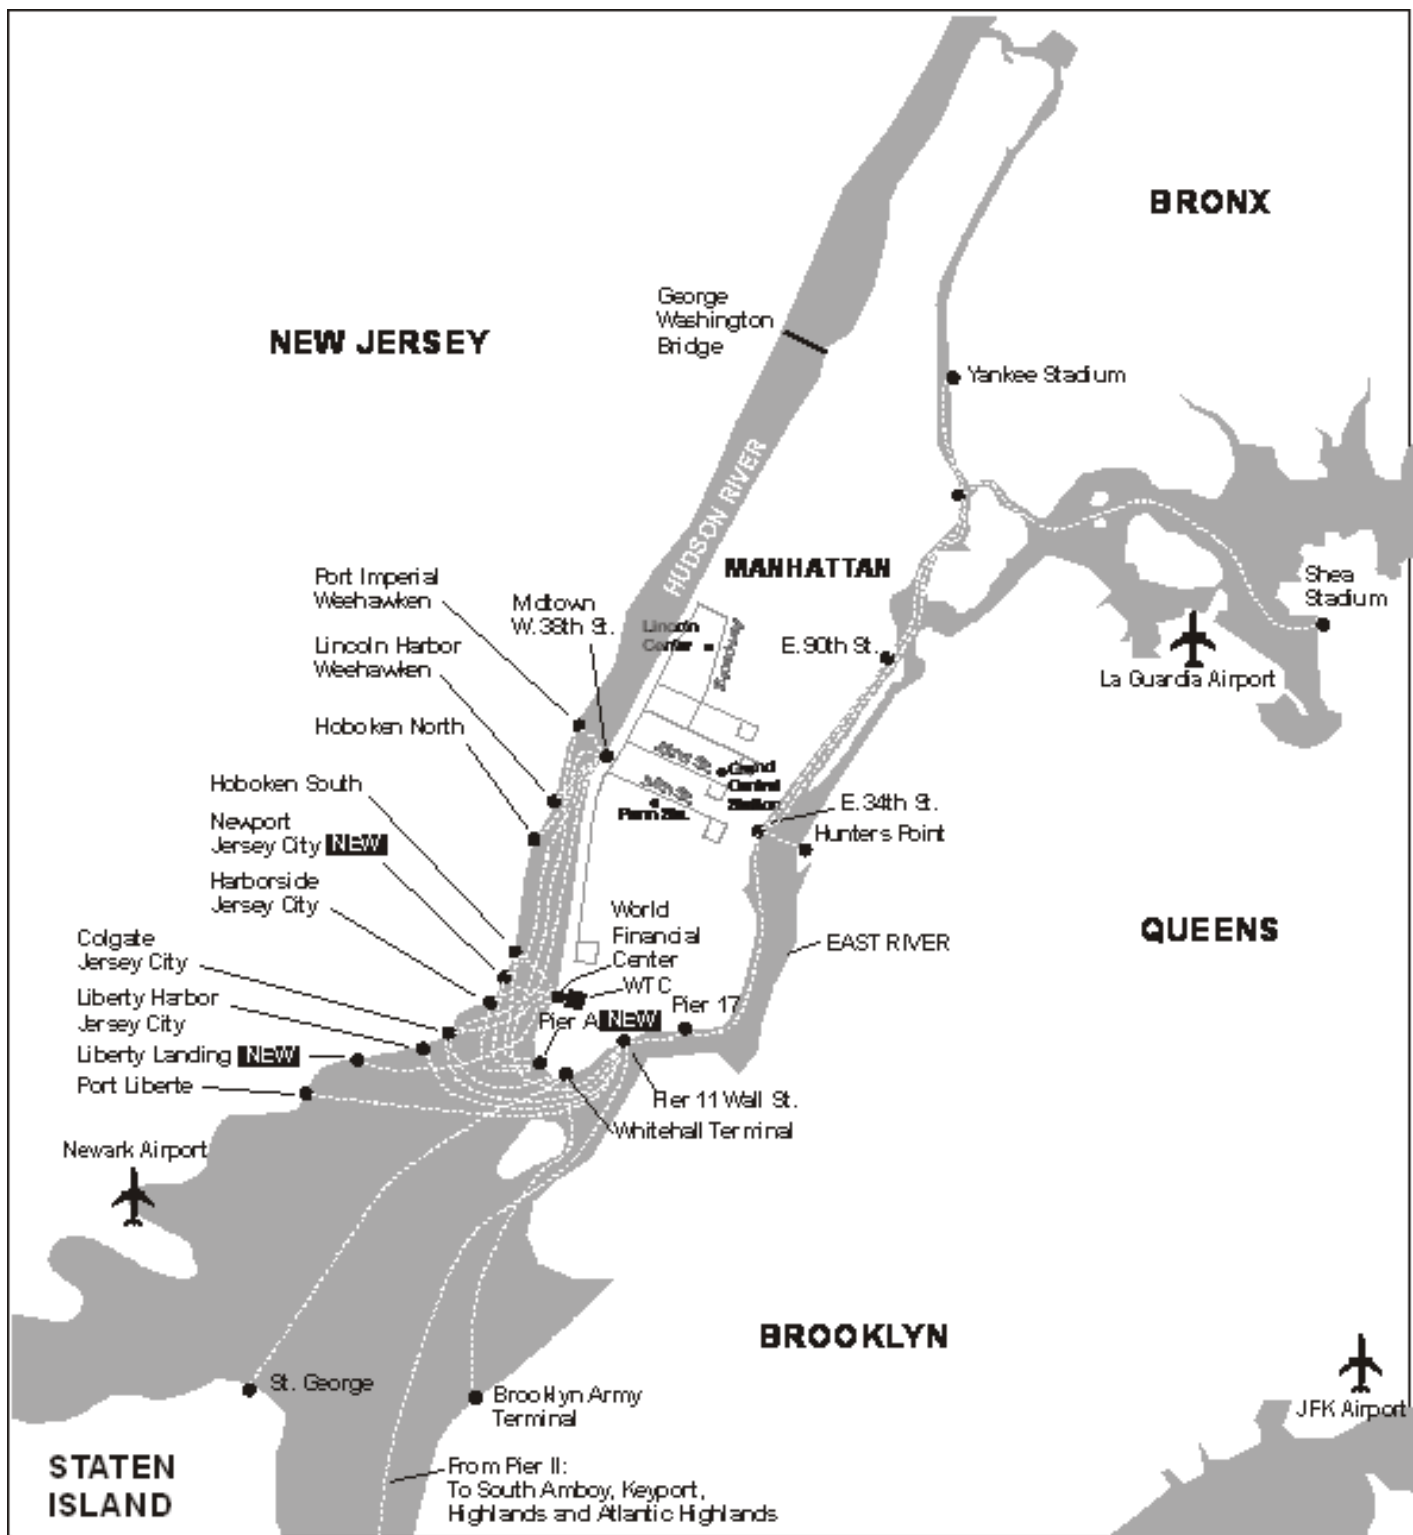 BRONX
George
Washington
Bridge
NEW JERSEY
Yankee Stadium
HUDSON RIVER
MANHATTAN
Port Imperial
Weehawken
Midtown
W. 38th St.
Lincoln
Center
Shea
Stadium
Lincoln Harbor
Weehawken
E. 90th St.
La Guardia Airport
Hoboken North
42nd St.
Grand
Central
Station
34th St.
Penn Sta.
Hoboken South
E. 34th St.
Newport
Jersey City NEW
Hunters Point
Harborside
Jersey City
World
Financial
Center
QUEENS
EAST RIVER
Colgate
Jersey City
WTC
Pier 17
Liberty Harbor
Jersey City
Pier A NEW
Liberty Landing NEW
Port Liberte
Pier 11 Wall St.
Whitehall Terminal
Newark Airport
BROOKLYN
St. George
Brooklyn Army
Terminal
JFK Airport
STATEN
ISLAND
From Pier II:
To South Amboy, Keyport,
Highlands and Atlantic Highlands